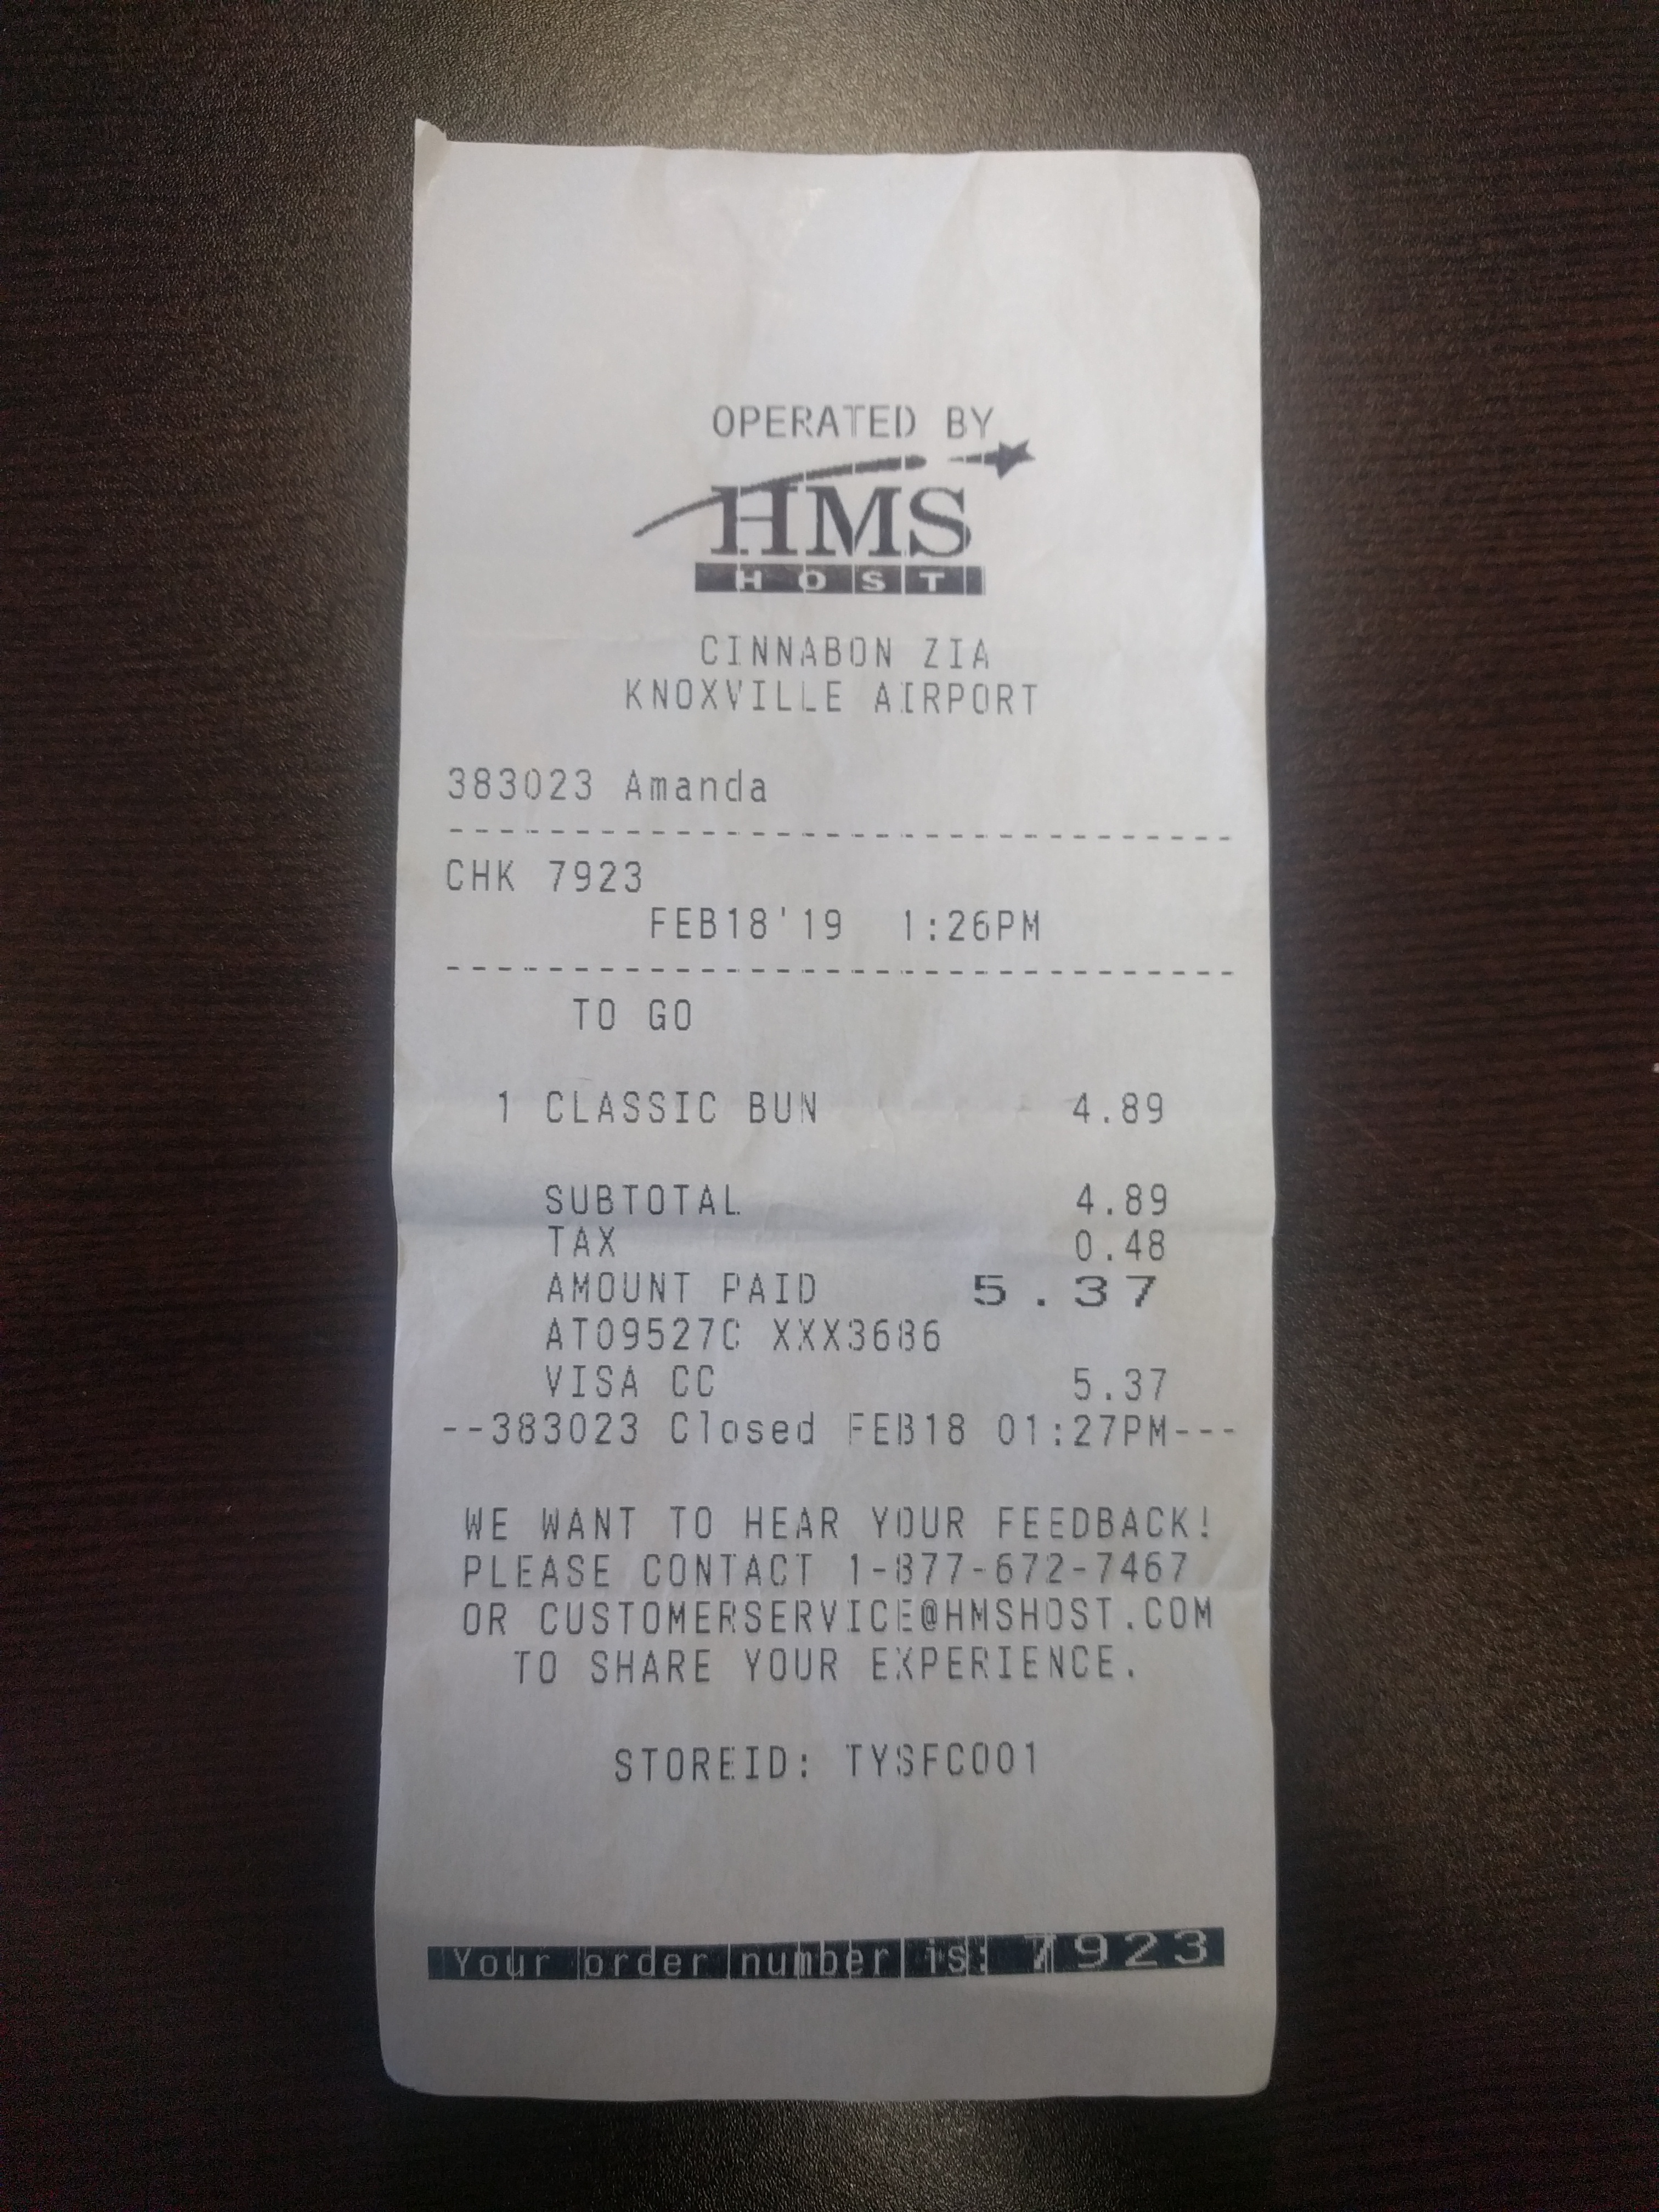 OPERATED BY
HMS
HOST
CINNABON ZIA
KNOXVILLE AIRPORT
383023 Amanda
--------------------------------
CHK 7923
FEB18'19 1:26PM
--------------------------------
TO GO
1 CLASSIC BUN 4.89
SUBTOTAL 4.89
TAX 0.48
AMOUNT PAID 5.37
AT09527C XXX3686
VISA CC 5.37
--383023 Closed FEB18 01:27PM---
WE WANT TO HEAR YOUR FEEDBACK!
PLEASE CONTACT 1-877-672-7467
OR CUSTOMERSERVICE@HMSHOST.COM
TO SHARE YOUR EXPERIENCE.
STOREID: TYSFC001
Your order number is: 7923